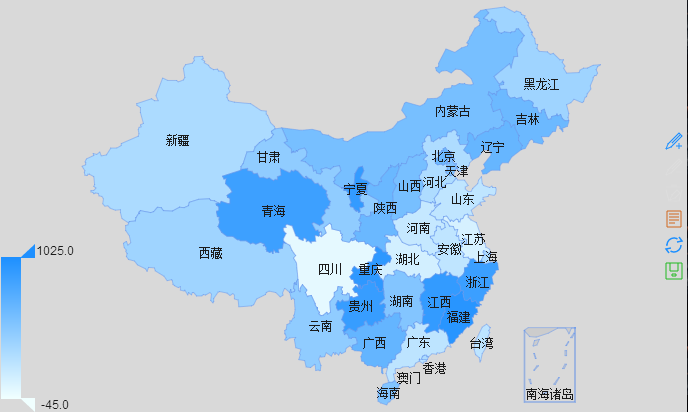 黑龙江
内蒙古
吉林
新疆
辽宁
北京
甘肃
天津
河北
山西
宁夏
山东
陕西
青海
河南
江苏
安徽
西藏
上海
湖北
四川
重庆
浙江
湖南
江西
贵州
福建
云南
广西
广东
台湾
香港
澳门
海南
南海诸岛
1025.0
-45.0